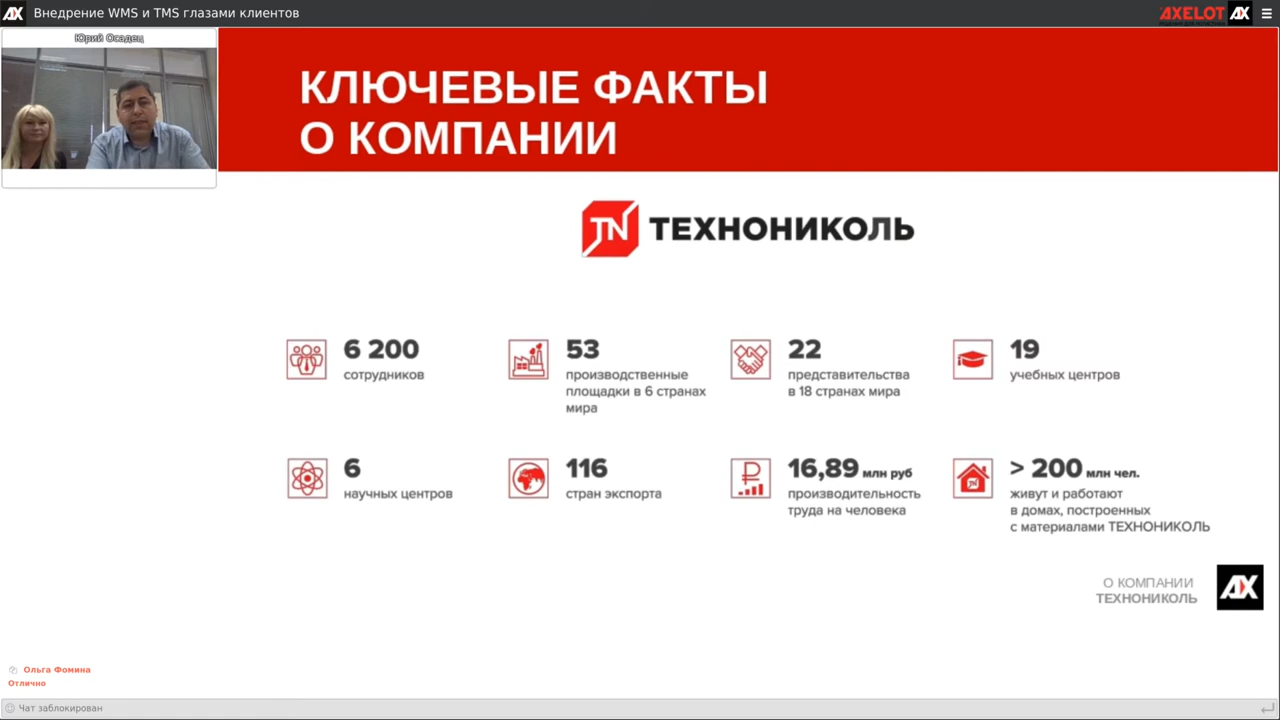 Внедрение WMS и TMS глазами клиентов
AXELOT
Юрий Осадец
КЛЮЧЕВЫЕ ФАКТЫ
О КОМПАНИИ
TN ТЕХНОНИКОЛЬ
6 200
сотрудников
53
производственные
площадки в 6 странах
мира
22
представительства
в 18 странах мира
19
учебных центров
6
научных центров
116
стран экспорта
16,89 млн руб
производительность
труда на человека
> 200 млн чел.
живут и работают
в домах, построенных
с материалами ТЕХНОНИКОЛЬ
О КОМПАНИИ
ТЕХНОНИКОЛЬ
AX
Ольга Фомина
Отлично
Чат заблокирован